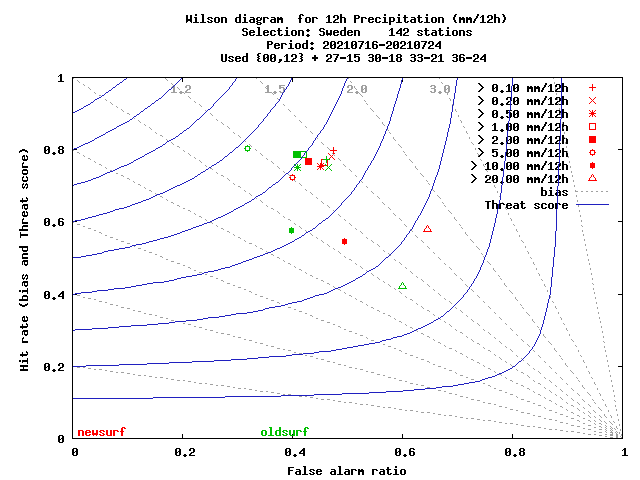 Wilson diagram  for 12h Precipitation (mm/12h)
Selection: Sweden    142 stations
Period: 20210716-20210724
Used {00,12} + 27-15 30-18 33-21 36-24
1
1.2
1.5
2.0
3.0
> 0.10 mm/12h
> 0.20 mm/12h
> 0.50 mm/12h
> 1.00 mm/12h
> 2.00 mm/12h
> 5.00 mm/12h
> 10.00 mm/12h
> 20.00 mm/12h
bias
Threat score
0.8
0.6
0.4
0.2
0
Hit rate (bias and Threat score)
newsurf
oldsurf
0
0.2
0.4
0.6
0.8
1
False alarm ratio